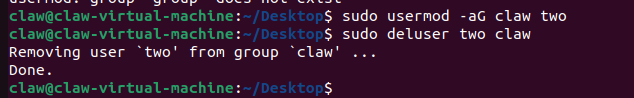 usermod: group 'group' does not exist
claw@claw-virtual-machine:~/Desktop$ sudo usermod -aG claw two
claw@claw-virtual-machine:~/Desktop$ sudo deluser two claw
Removing user `two' from group `claw' ...
Done.
claw@claw-virtual-machine:~/Desktop$